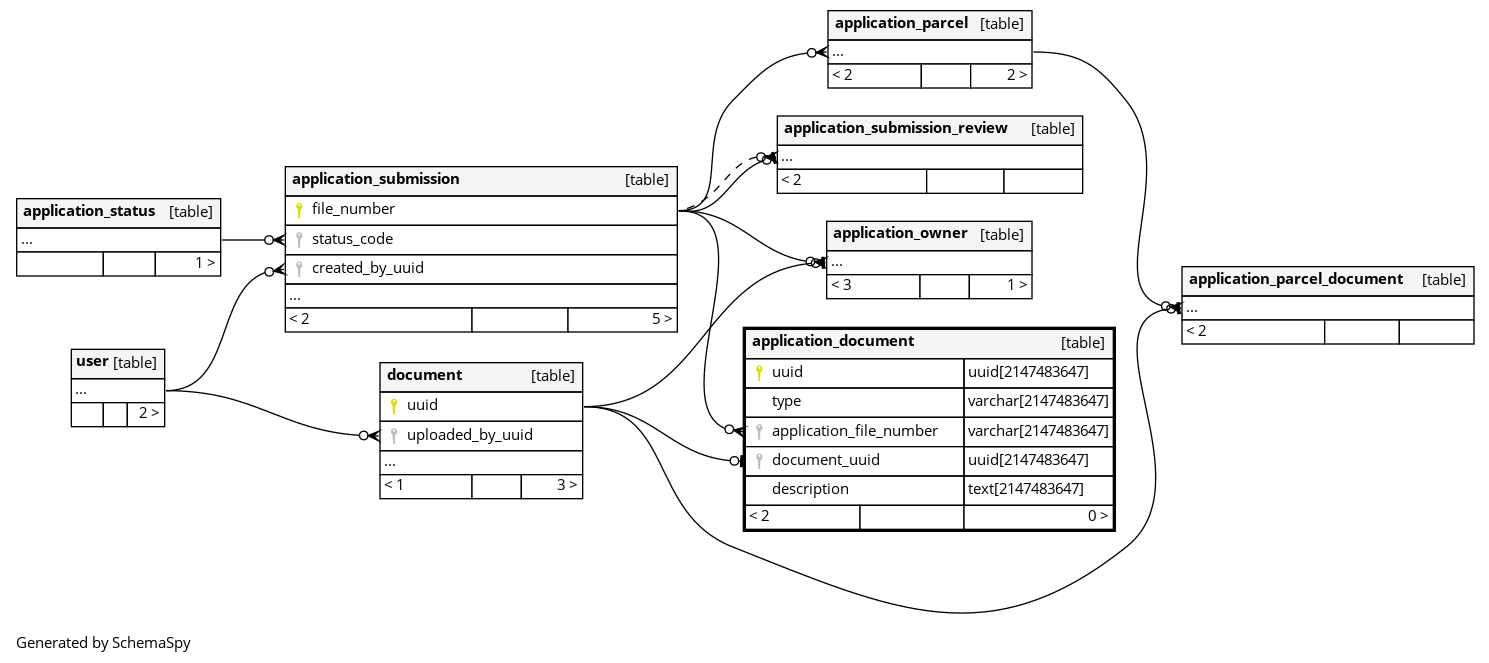 application_parcel [table]
...
< 2 2 >
application_submission_review [table]
...
< 2
application_submission [table]
file_number
status_code
created_by_uuid
...
< 2 5 >
application_status [table]
...
1 >
application_owner [table]
...
< 3 1 >
application_parcel_document [table]
...
< 2
user [table]
...
2 >
document [table]
uuid
uploaded_by_uuid
...
< 1 3 >
application_document [table]
uuid uuid[2147483647]
type varchar[2147483647]
application_file_number varchar[2147483647]
document_uuid uuid[2147483647]
description text[2147483647]
< 2 0 >
Generated by SchemaSpy